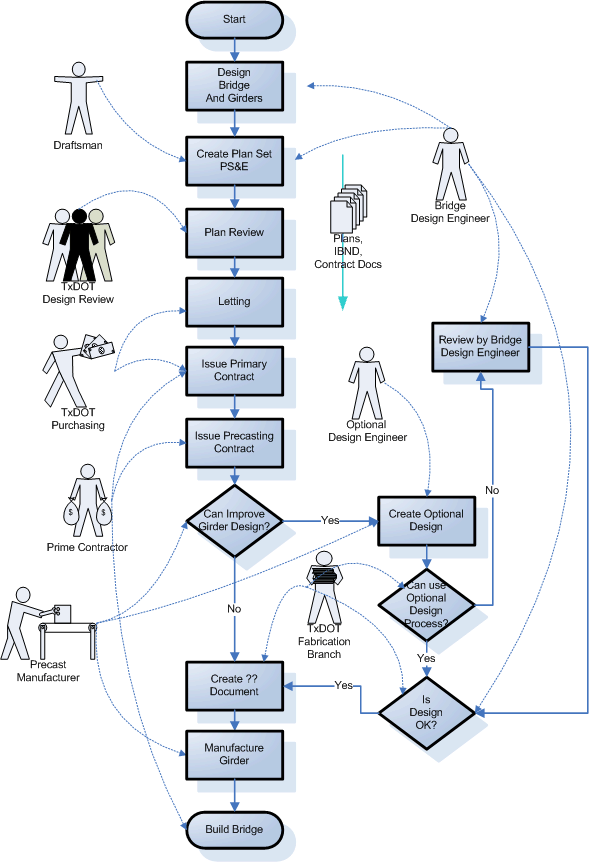 Start
Design
Bridge
And Girders
Draftsman
Create Plan Set
PS&E
Bridge
Design Engineer
TxDOT
Design Review
Plan Review
Plans,
IBND,
Contract Docs
Letting
Review by Bridge
Design Engineer
TxDOT
Purchasing
Issue Primary
Contract
Optional
Design Engineer
Issue Precasting
Contract
Prime Contractor
$
$
Can Improve
Girder Design?
Yes
Create Optional
Design
No
Can use
Optional
Design
Process?
No
TxDOT
Fabrication
Branch
Yes
Precast
Manufacturer
Create ??
Document
Yes
Is
Design
OK?
Manufacture
Girder
Build Bridge